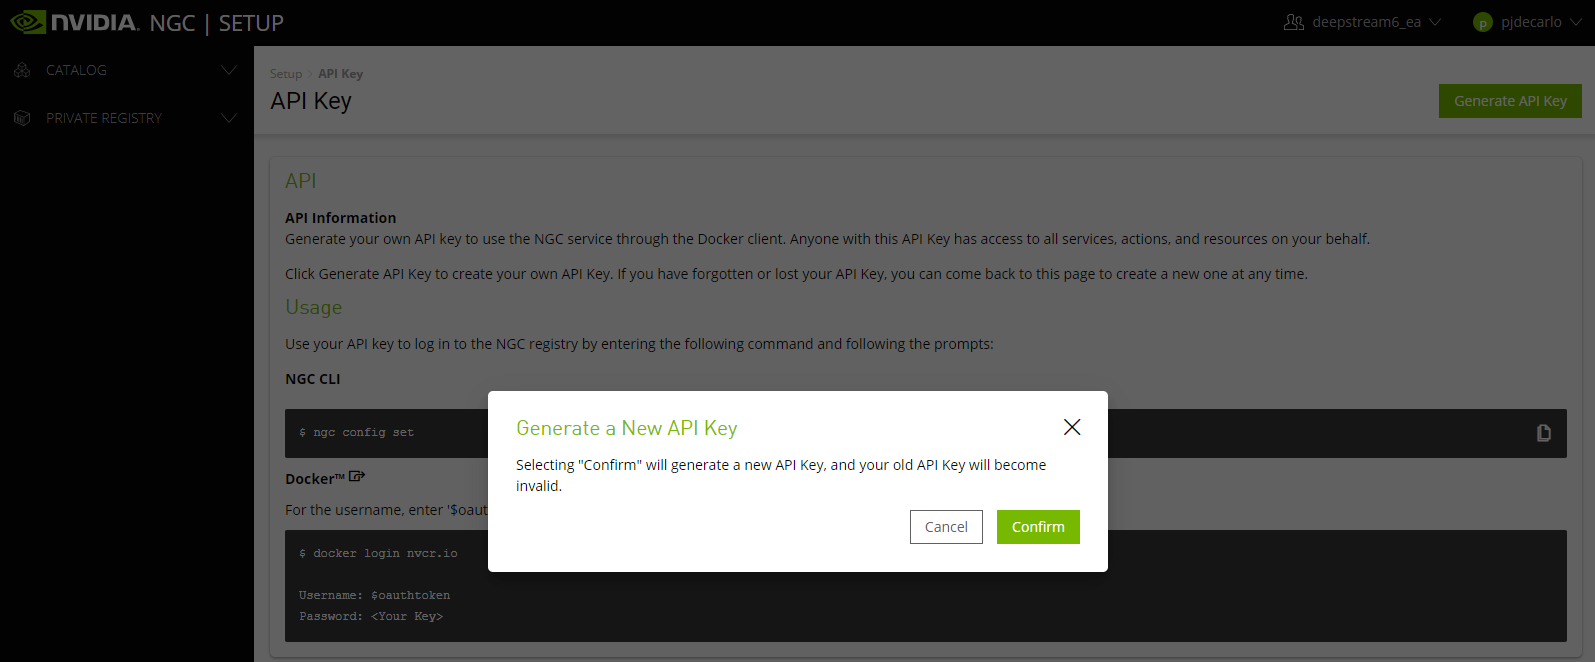 NVIDIA. NGC | SETUP
deepstream6_ea
p pjdecarlo
CATALOG
PRIVATE REGISTRY
Setup > API Key
API Key
Generate API Key
API
API Information
Generate your own API key to use the NGC service through the Docker client. Anyone with this API Key has access to all services, actions, and resources on your behalf.
Click Generate API Key to create your own API Key. If you have forgotten or lost your API Key, you can come back to this page to create a new one at any time.
Usage
Use your API key to log in to the NGC registry by entering the following command and following the prompts:
NGC CLI
$ ngc config set
Docker™
For the username, enter '$oaut
$ docker login nvcr.io
Username: $oauthtoken
Password: <Your Key>
Generate a New API Key
Selecting "Confirm" will generate a new API Key, and your old API Key will become
invalid.
Cancel
Confirm